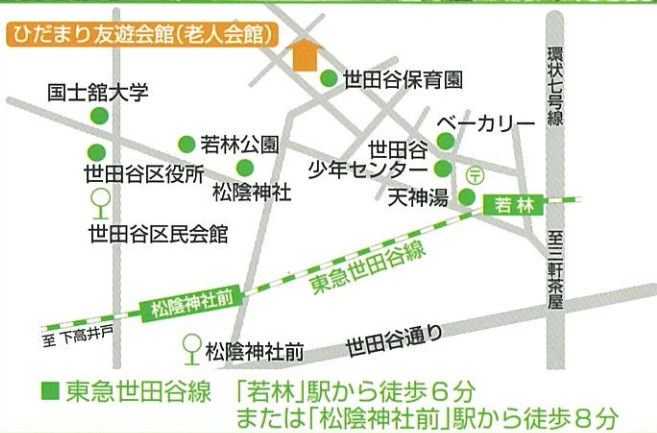 ひだまり友遊会館(老人会館)
国士舘大学
世田谷保育園
環状七号線
ベーカリー
若林公園
世田谷
少年センター
世田谷区役所
松陰神社
〒
天神湯
若林
世田谷区民会館
東急世田谷線
至三軒茶屋
松陰神社前
至 下高井戸
松陰神社前
世田谷通り
■東急世田谷線 「若林」駅から徒歩6分
または「松陰神社前」駅から徒歩8分